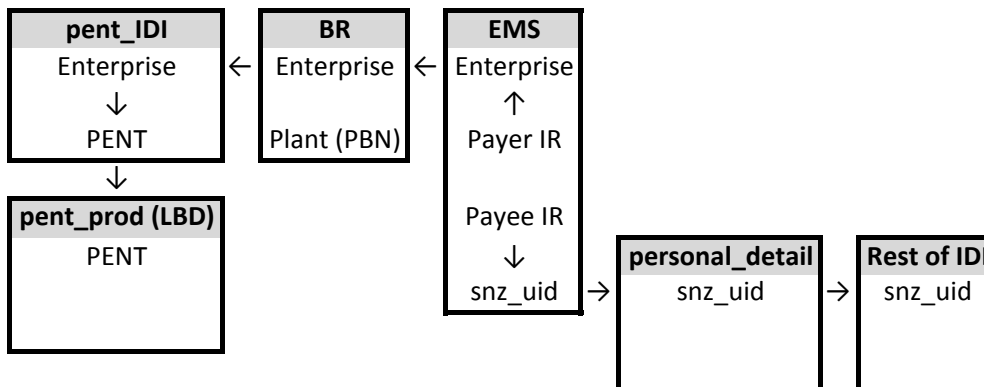 pent_IDI
Enterprise
↓
PENT
↓
pent_prod (LBD)
PENT
←
BR
Enterprise
Plant (PBN)
←
EMS
Enterprise
↑
Payer IR
Payee IR
↓
snz_uid
→
personal_detail
snz_uid
→
Rest of IDI
snz_uid